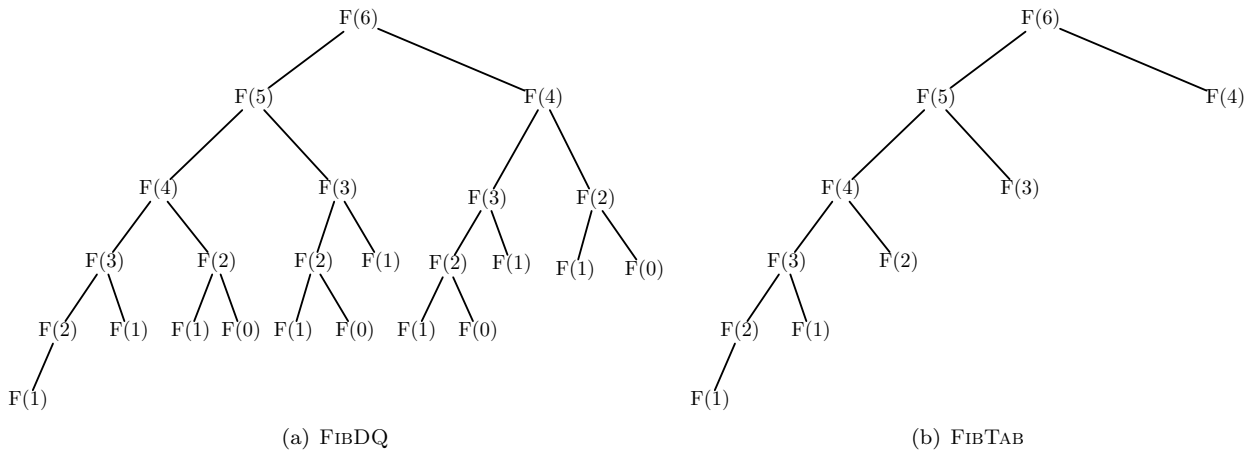 F(6) F(6)
F(5) F(4) F(5) F(4)
F(4) F(3) F(4) F(3)
F(3) F(2)
F(3) F(2) F(2) F(1) F(2) F(1) F(3) F(2)
F(1) F(0)
F(2) F(1) F(1) F(0) F(1) F(0) F(1) F(0) F(2) F(1)
F(1) F(1)
(a) FIBDQ (b) FIBTAB